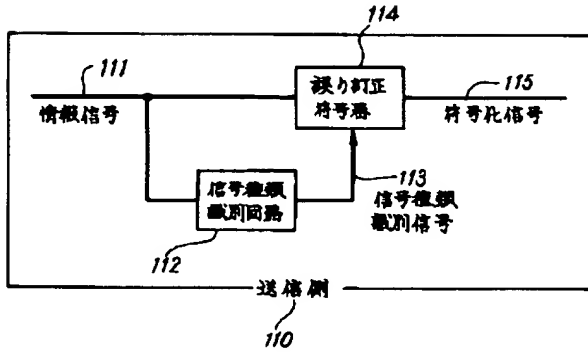 114
111
誤り訂正
符号器
115
情報信号
符号化信号
信号種類
識別回路
113
信号種類
識別信号
112
送信側
110